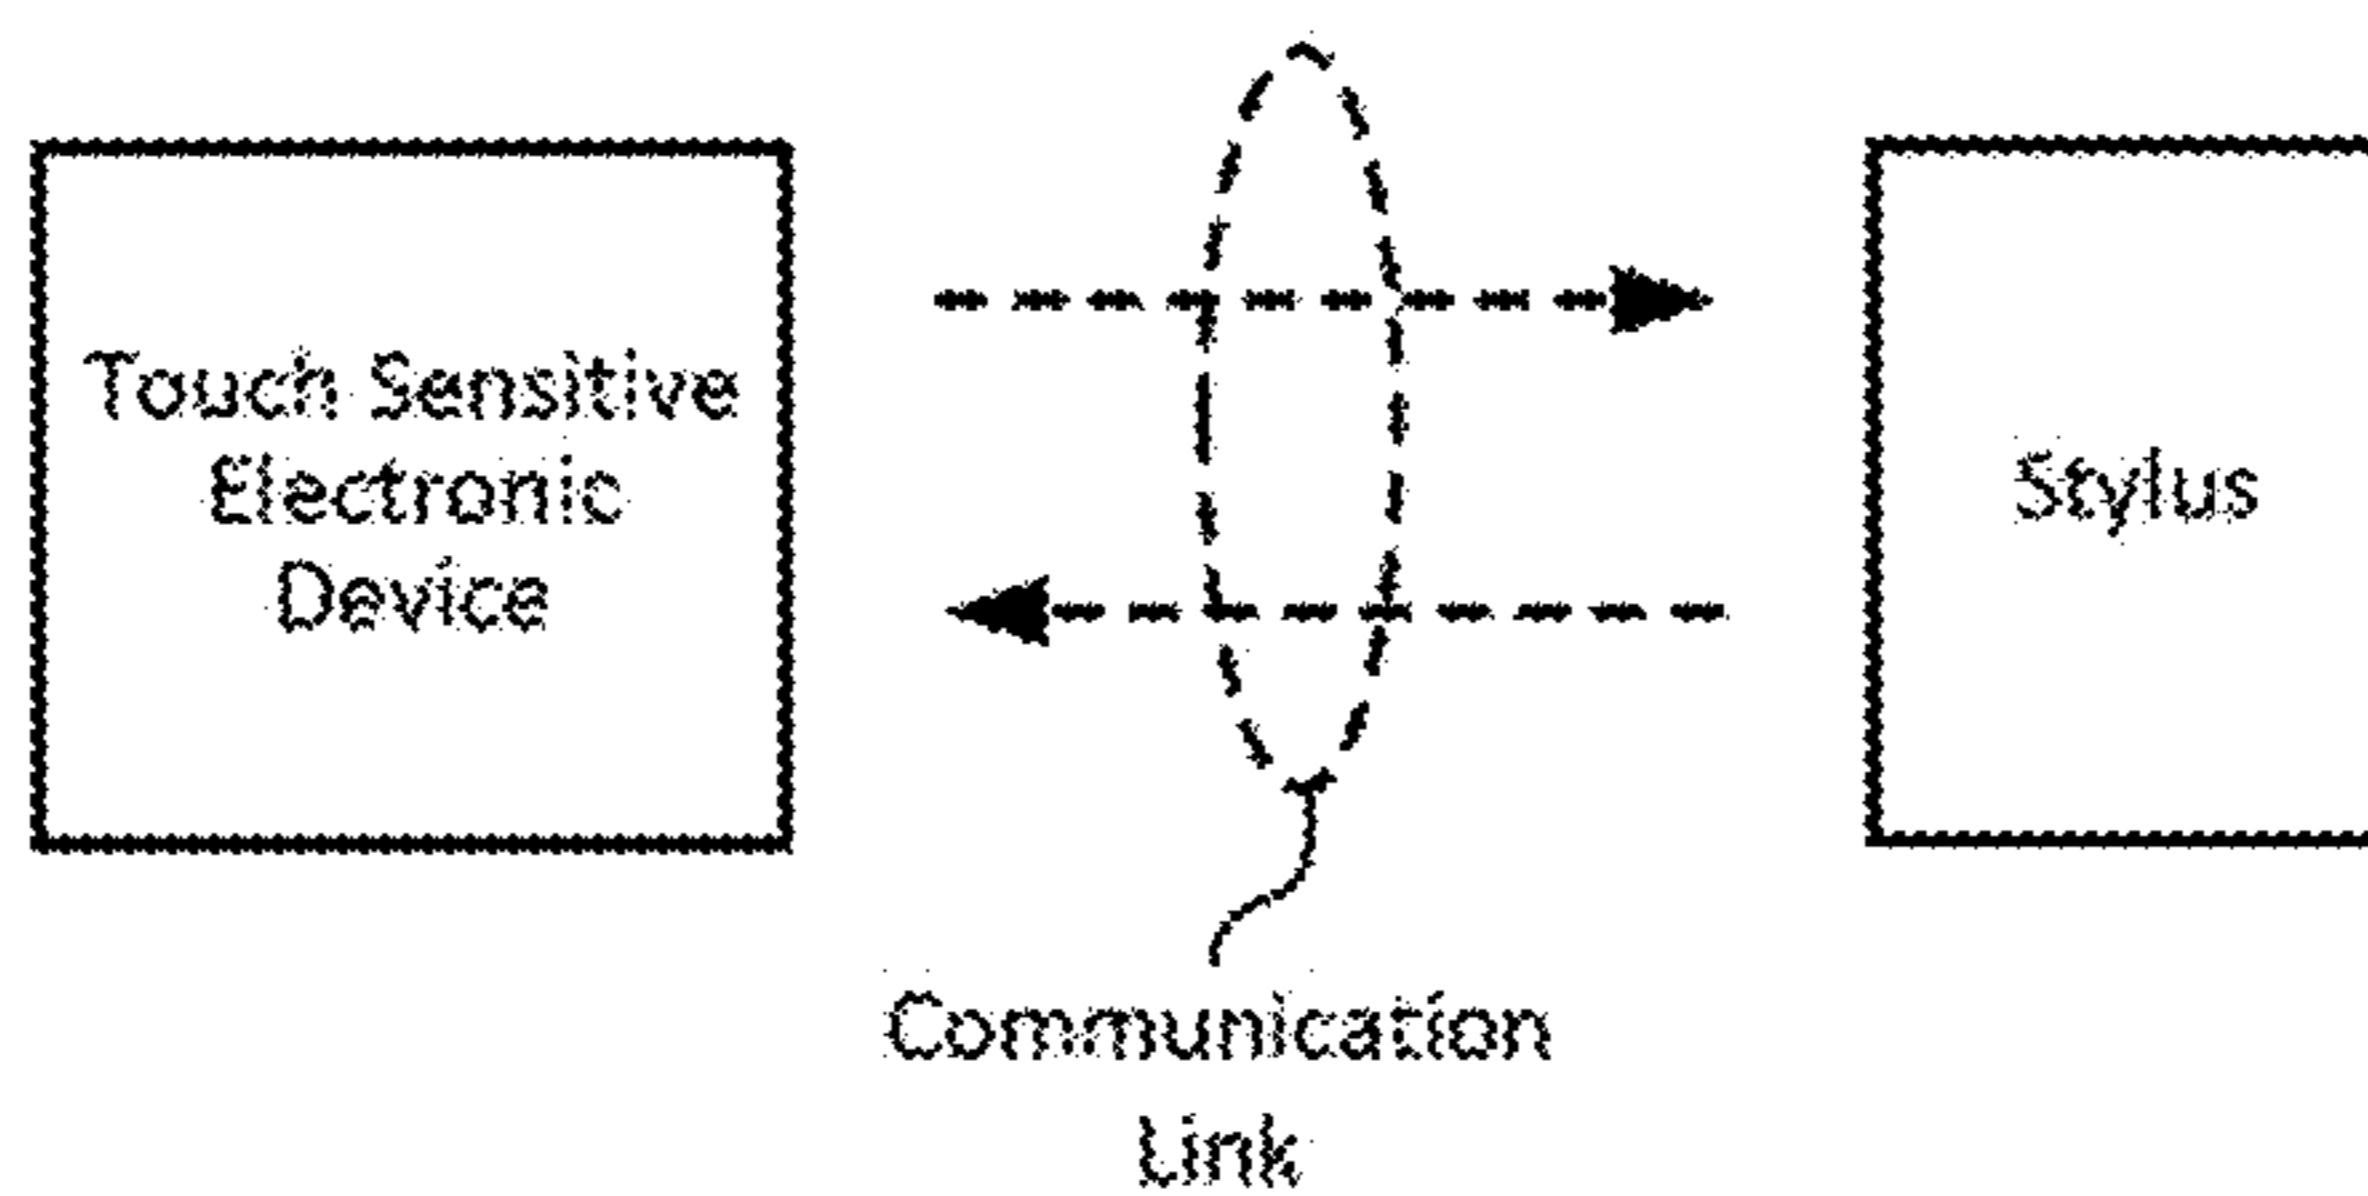 Touch Sensitive
Electronic
Device
Stylus
Communication
Link